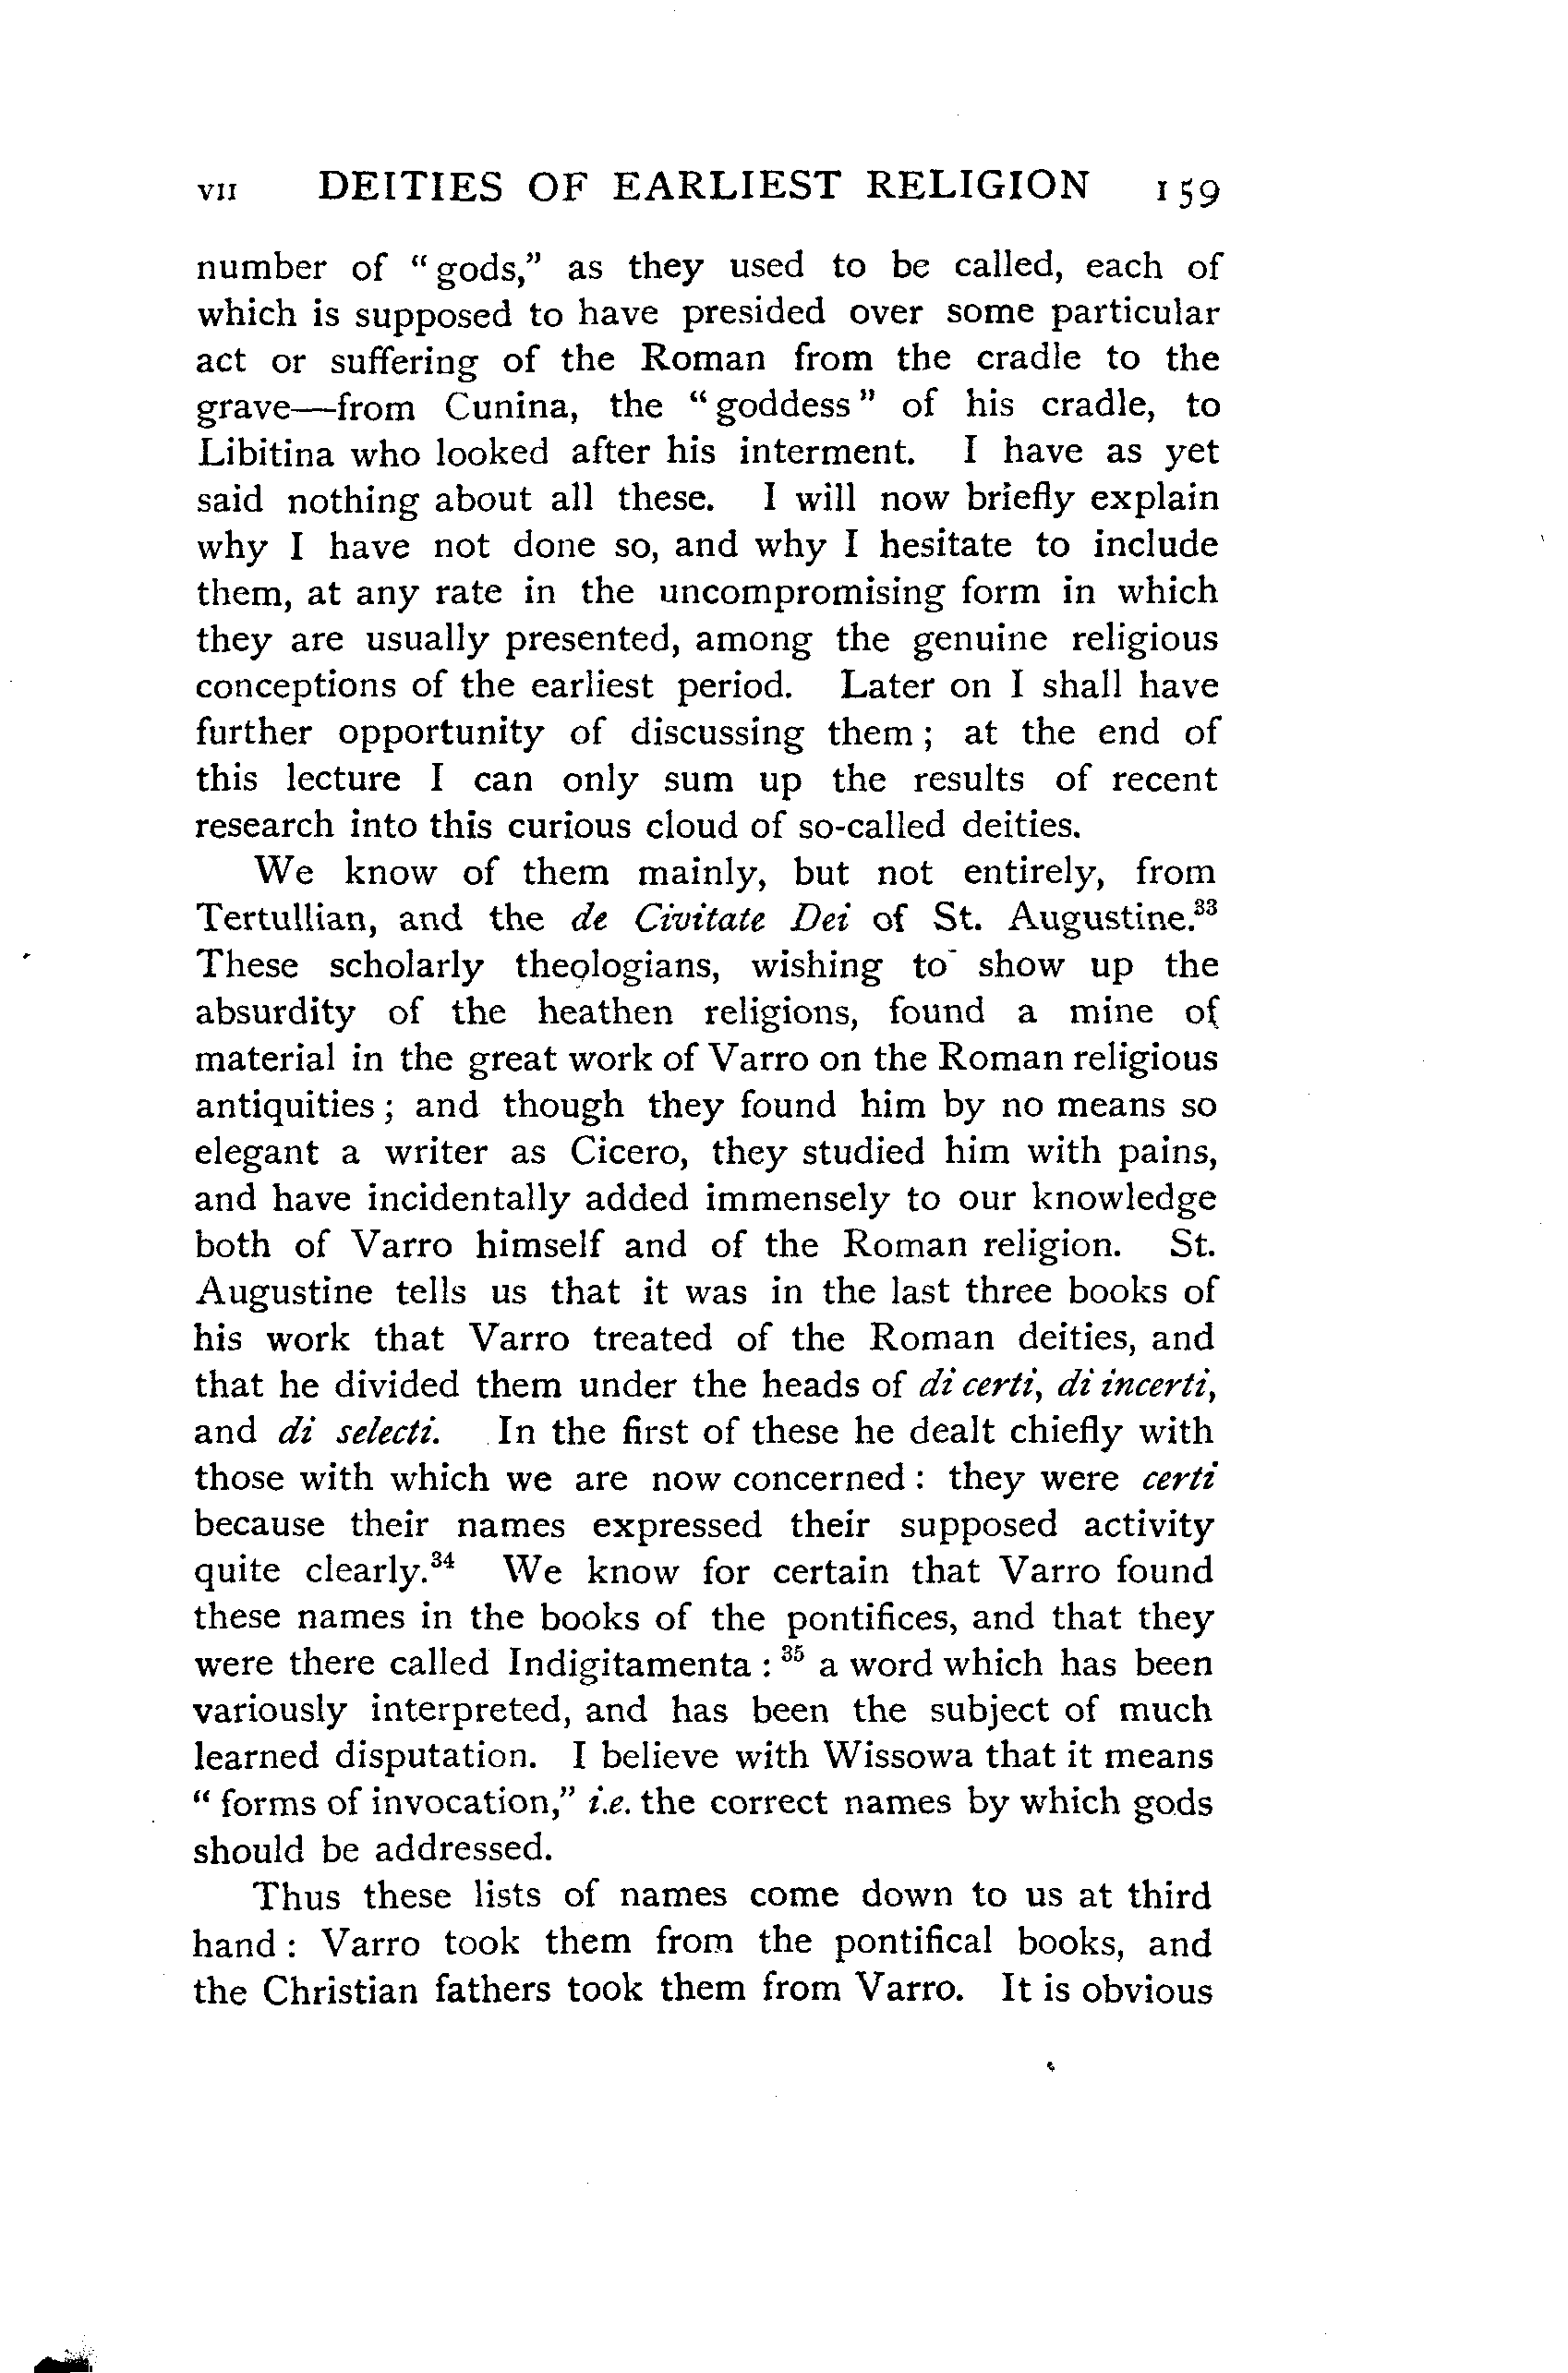 VII DEITIES OF EARLIEST RELIGION 159
number of "gods," as they used to be called, each of
which is supposed to have presided over some particular
act or suffering of the Roman from the cradle to the
grave—from Cunina, the "goddess" of his cradle, to
Libitina who looked after his interment. I have as yet
said nothing about all these. I will now briefly explain
why I have not done so, and why I hesitate to include
them, at any rate in the uncompromising form in which
they are usually presented, among the genuine religious
conceptions of the earliest period. Later on I shall have
further opportunity of discussing them; at the end of
this lecture I can only sum up the results of recent
research into this curious cloud of so-called deities.
We know of them mainly, but not entirely, from
Tertullian, and the de Civitate Dei of St. Augustine.³³
These scholarly theologians, wishing to show up the
absurdity of the heathen religions, found a mine of
material in the great work of Varro on the Roman religious
antiquities; and though they found him by no means so
elegant a writer as Cicero, they studied him with pains,
and have incidentally added immensely to our knowledge
both of Varro himself and of the Roman religion. St.
Augustine tells us that it was in the last three books of
his work that Varro treated of the Roman deities, and
that he divided them under the heads of di certi, di incerti,
and di selecti. In the first of these he dealt chiefly with
those with which we are now concerned: they were certi
because their names expressed their supposed activity
quite clearly.³⁴ We know for certain that Varro found
these names in the books of the pontifices, and that they
were there called Indigitamenta:³⁵ a word which has been
variously interpreted, and has been the subject of much
learned disputation. I believe with Wissowa that it means
"forms of invocation," i.e. the correct names by which gods
should be addressed.
Thus these lists of names come down to us at third
hand: Varro took them from the pontifical books, and
the Christian fathers took them from Varro. It is obvious